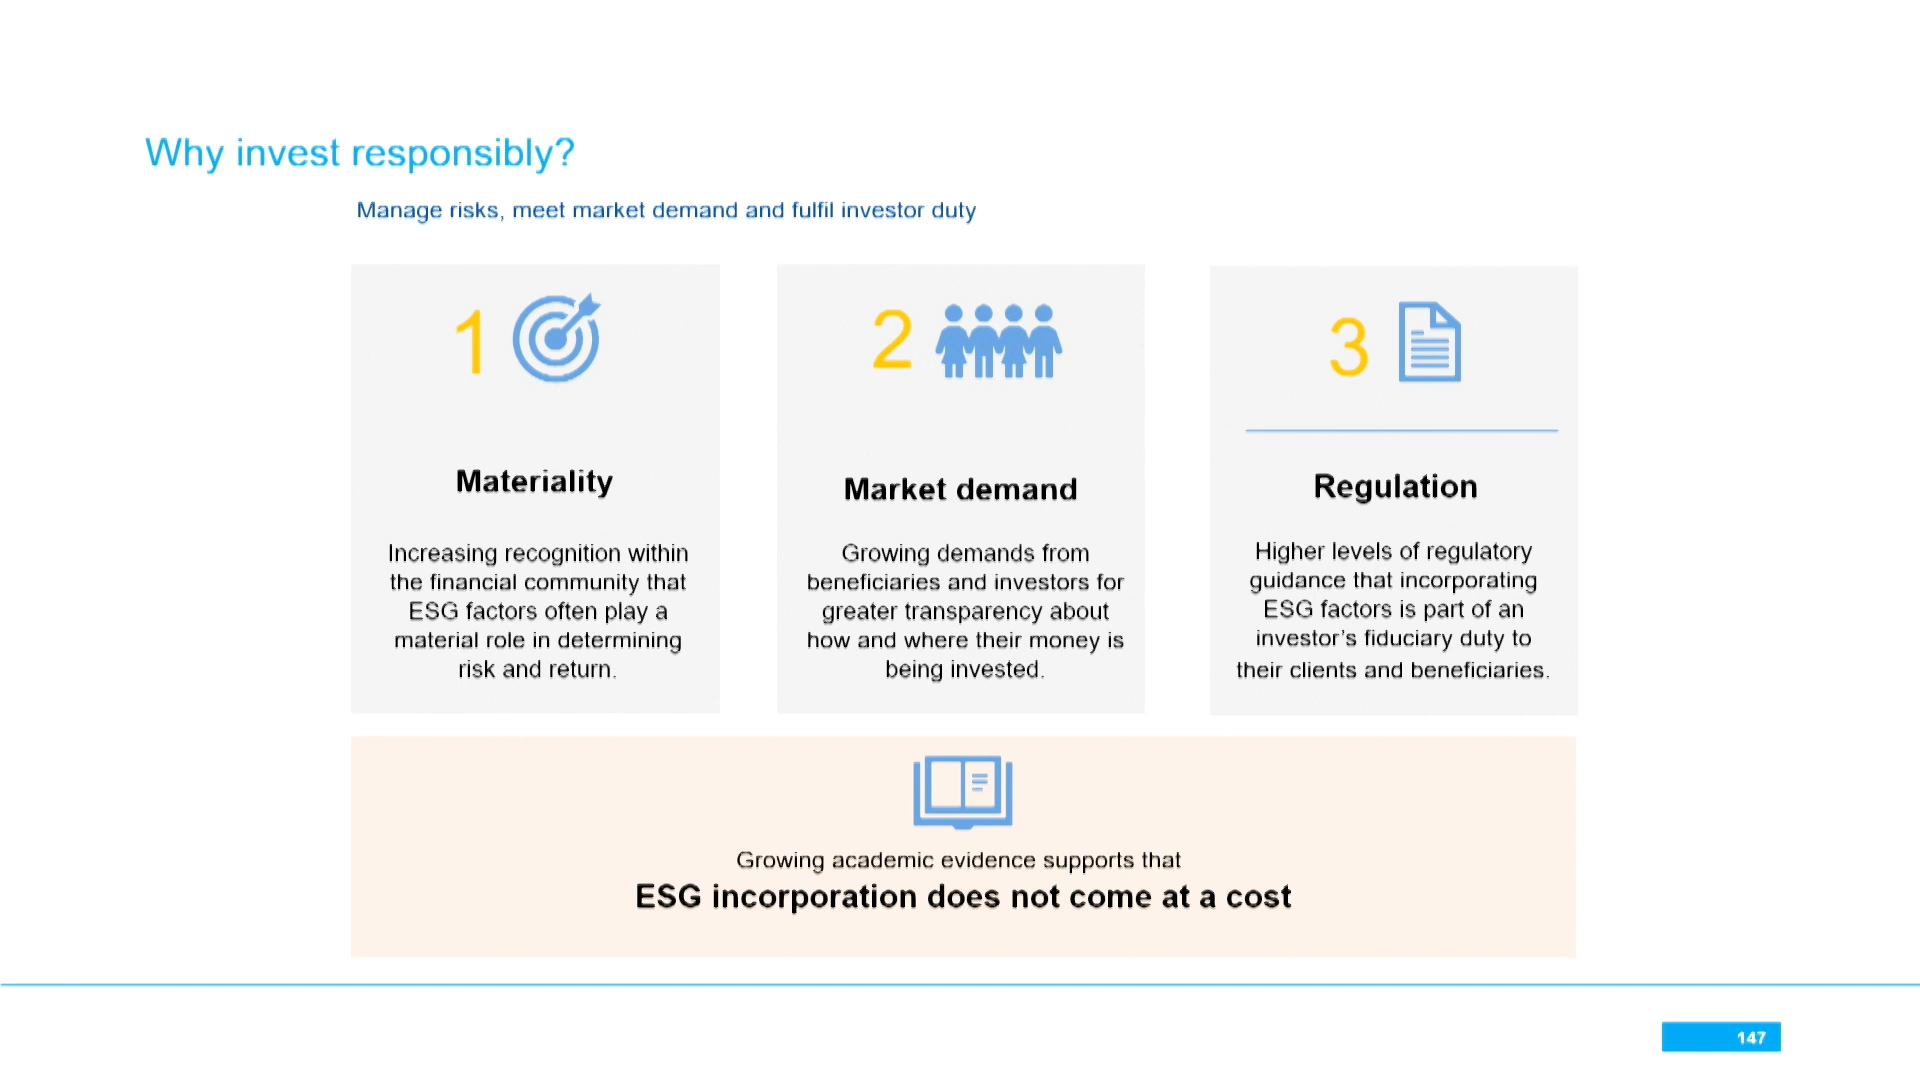 Why invest responsibly?
Manage risks, meet market demand and fulfil investor duty
1
Materiality
Increasing recognition within
the financial community that
ESG factors often play a
material role in determining
risk and return.
2
Market demand
Growing demands from
beneficiaries and investors for
greater transparency about
how and where their money is
being invested.
3
Regulation
Higher levels of regulatory
guidance that incorporating
ESG factors is part of an
investor's fiduciary duty to
their clients and beneficiaries.
Growing academic evidence supports that
ESG incorporation does not come at a cost
147